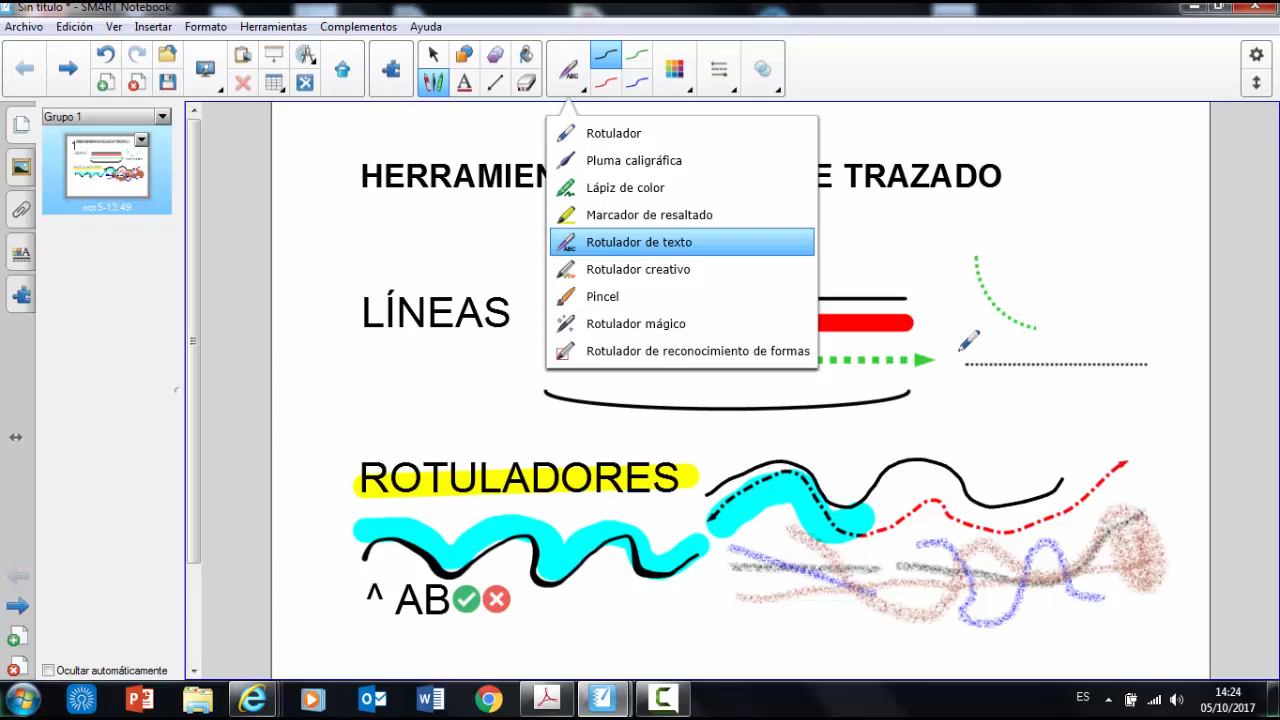 Sin título * - SMART Notebook
Archivo Edición Ver Insertar Formato Herramientas Complementos Ayuda
Grupo 1
1
oct 5-13:49
Rotulador
Pluma caligráfica
Lápiz de color
Marcador de resaltado
Rotulador de texto
Rotulador creativo
Pincel
Rotulador mágico
Rotulador de reconocimiento de formas
HERRAMIEN E TRAZADO
LÍNEAS
ROTULADORES
^ AB
Ocultar automáticamente
ES
14:24
05/10/2017